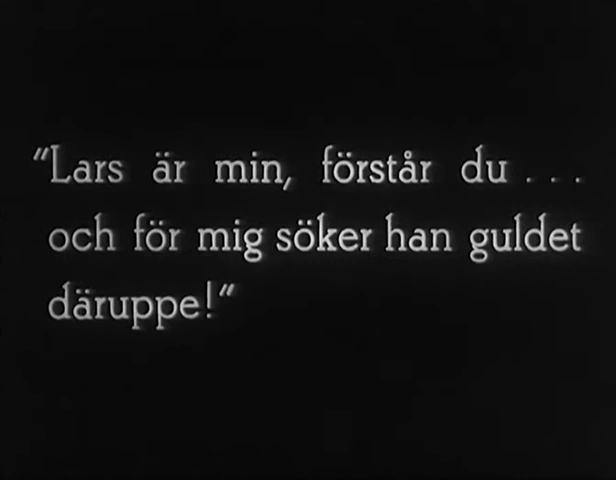 “Lars är min, förstår du . . .
och för mig söker han guldet
däruppe!“